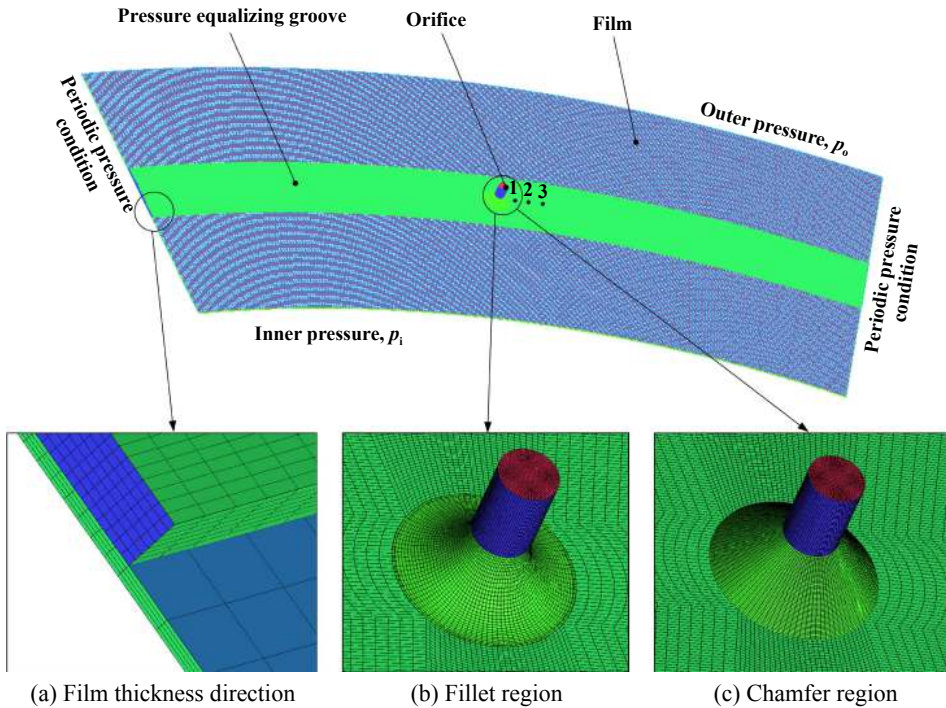 Pressure equalizing groove
Orifice
Film
Periodic pressure
condition
Outer pressure, pₒ
1 2 3
Inner pressure, pᵢ
Periodic pressure
condition
(a) Film thickness direction
(b) Fillet region
(c) Chamfer region